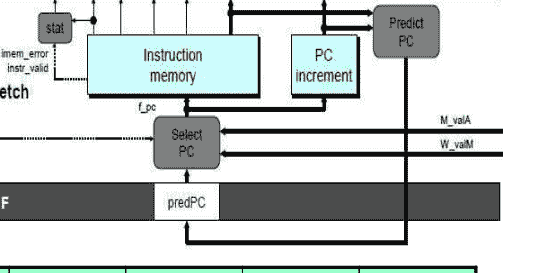 stat
Predict
PC
imem_error
instr_valid
Instruction
memory
PC
increment
etch
f_pc
Select
PC
M_valA
W_valM
F
predPC